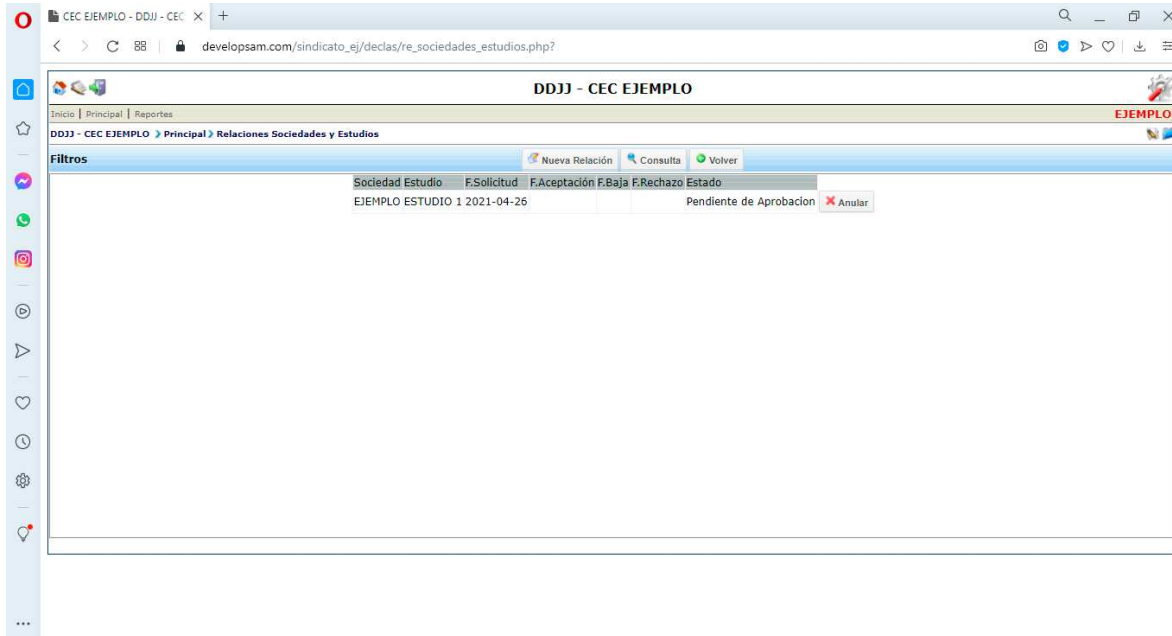 CEC EJEMPLO - DDJJ - CEC
developsam.com/sindicato_ej/declas/re_sociedades_estudios.php?
DDJJ - CEC EJEMPLO
Inicio | Principal | Reportes
EJEMPLO
DDJJ - CEC EJEMPLO Principal Relaciones Sociedades y Estudios
Filtros Nueva Relación Consulta Volver
Sociedad Estudio F.Solicitud F.Aceptación F.Baja F.Rechazo Estado
EJEMPLO ESTUDIO 1 2021-04-26 Pendiente de Aprobacion Anular